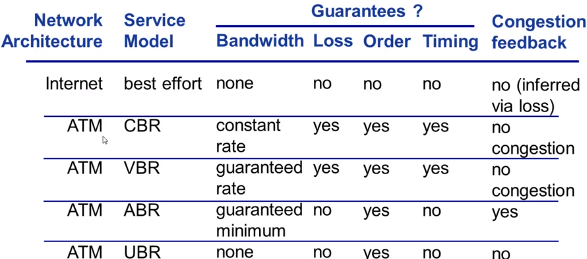 Guarantees ?
Network Architecture Service Model Bandwidth Loss Order Timing Congestion feedback
Internet best effort none no no no no (inferred via loss)
ATM CBR constant rate yes yes yes no congestion
ATM VBR guaranteed rate yes yes yes no congestion
ATM ABR guaranteed minimum no yes no yes
ATM UBR none no yes no no